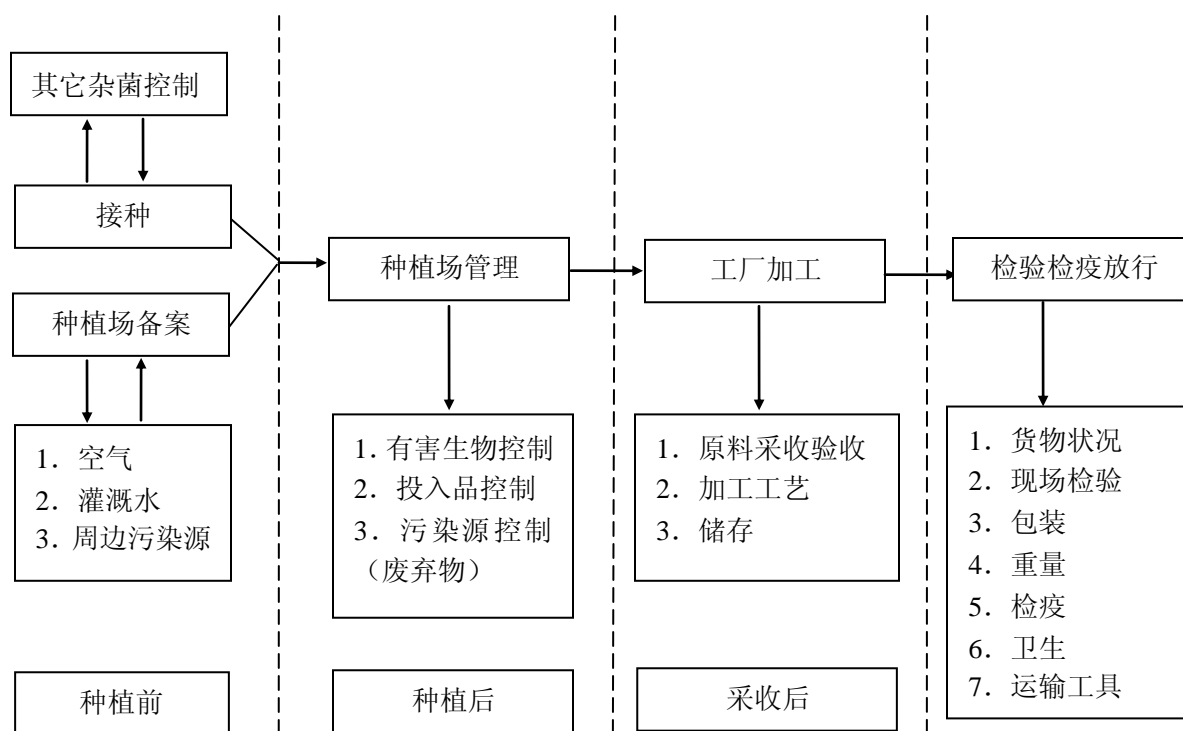 其它杂菌控制
接种
种植场备案
1．空气
2．灌溉水
3．周边污染源
种植前
种植场管理
1．有害生物控制
2．投入品控制
3．污染源控制
（废弃物）
种植后
工厂加工
1．原料采收验收
2．加工工艺
3．储存
采收后
检验检疫放行
1．货物状况
2．现场检验
3．包装
4．重量
5．检疫
6．卫生
7．运输工具